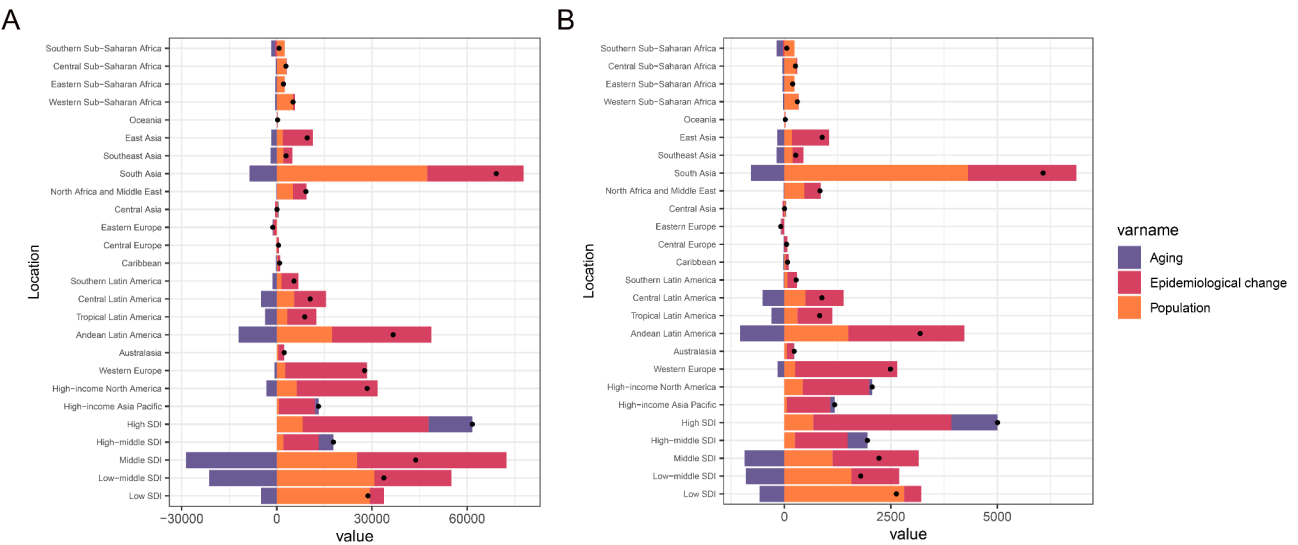 A
Southern Sub−Saharan Africa
Central Sub−Saharan Africa
Eastern Sub−Saharan Africa
Western Sub−Saharan Africa
Oceania
East Asia
Southeast Asia
South Asia
North Africa and Middle East
Central Asia
Eastern Europe
Central Europe
Caribbean
Southern Latin America
Central Latin America
Tropical Latin America
Andean Latin America
Australasia
Western Europe
High−income North America
High−income Asia Pacific
High SDI
High−middle SDI
Middle SDI
Low−middle SDI
Low SDI
Location
−30000 0 30000 60000
value
B
Southern Sub−Saharan Africa
Central Sub−Saharan Africa
Eastern Sub−Saharan Africa
Western Sub−Saharan Africa
Oceania
East Asia
Southeast Asia
South Asia
North Africa and Middle East
Central Asia
Eastern Europe
Central Europe
Caribbean
Southern Latin America
Central Latin America
Tropical Latin America
Andean Latin America
Australasia
Western Europe
High−income North America
High−income Asia Pacific
High SDI
High−middle SDI
Middle SDI
Low−middle SDI
Low SDI
Location
0 2500 5000
value
varname
Aging
Epidemiological change
Population